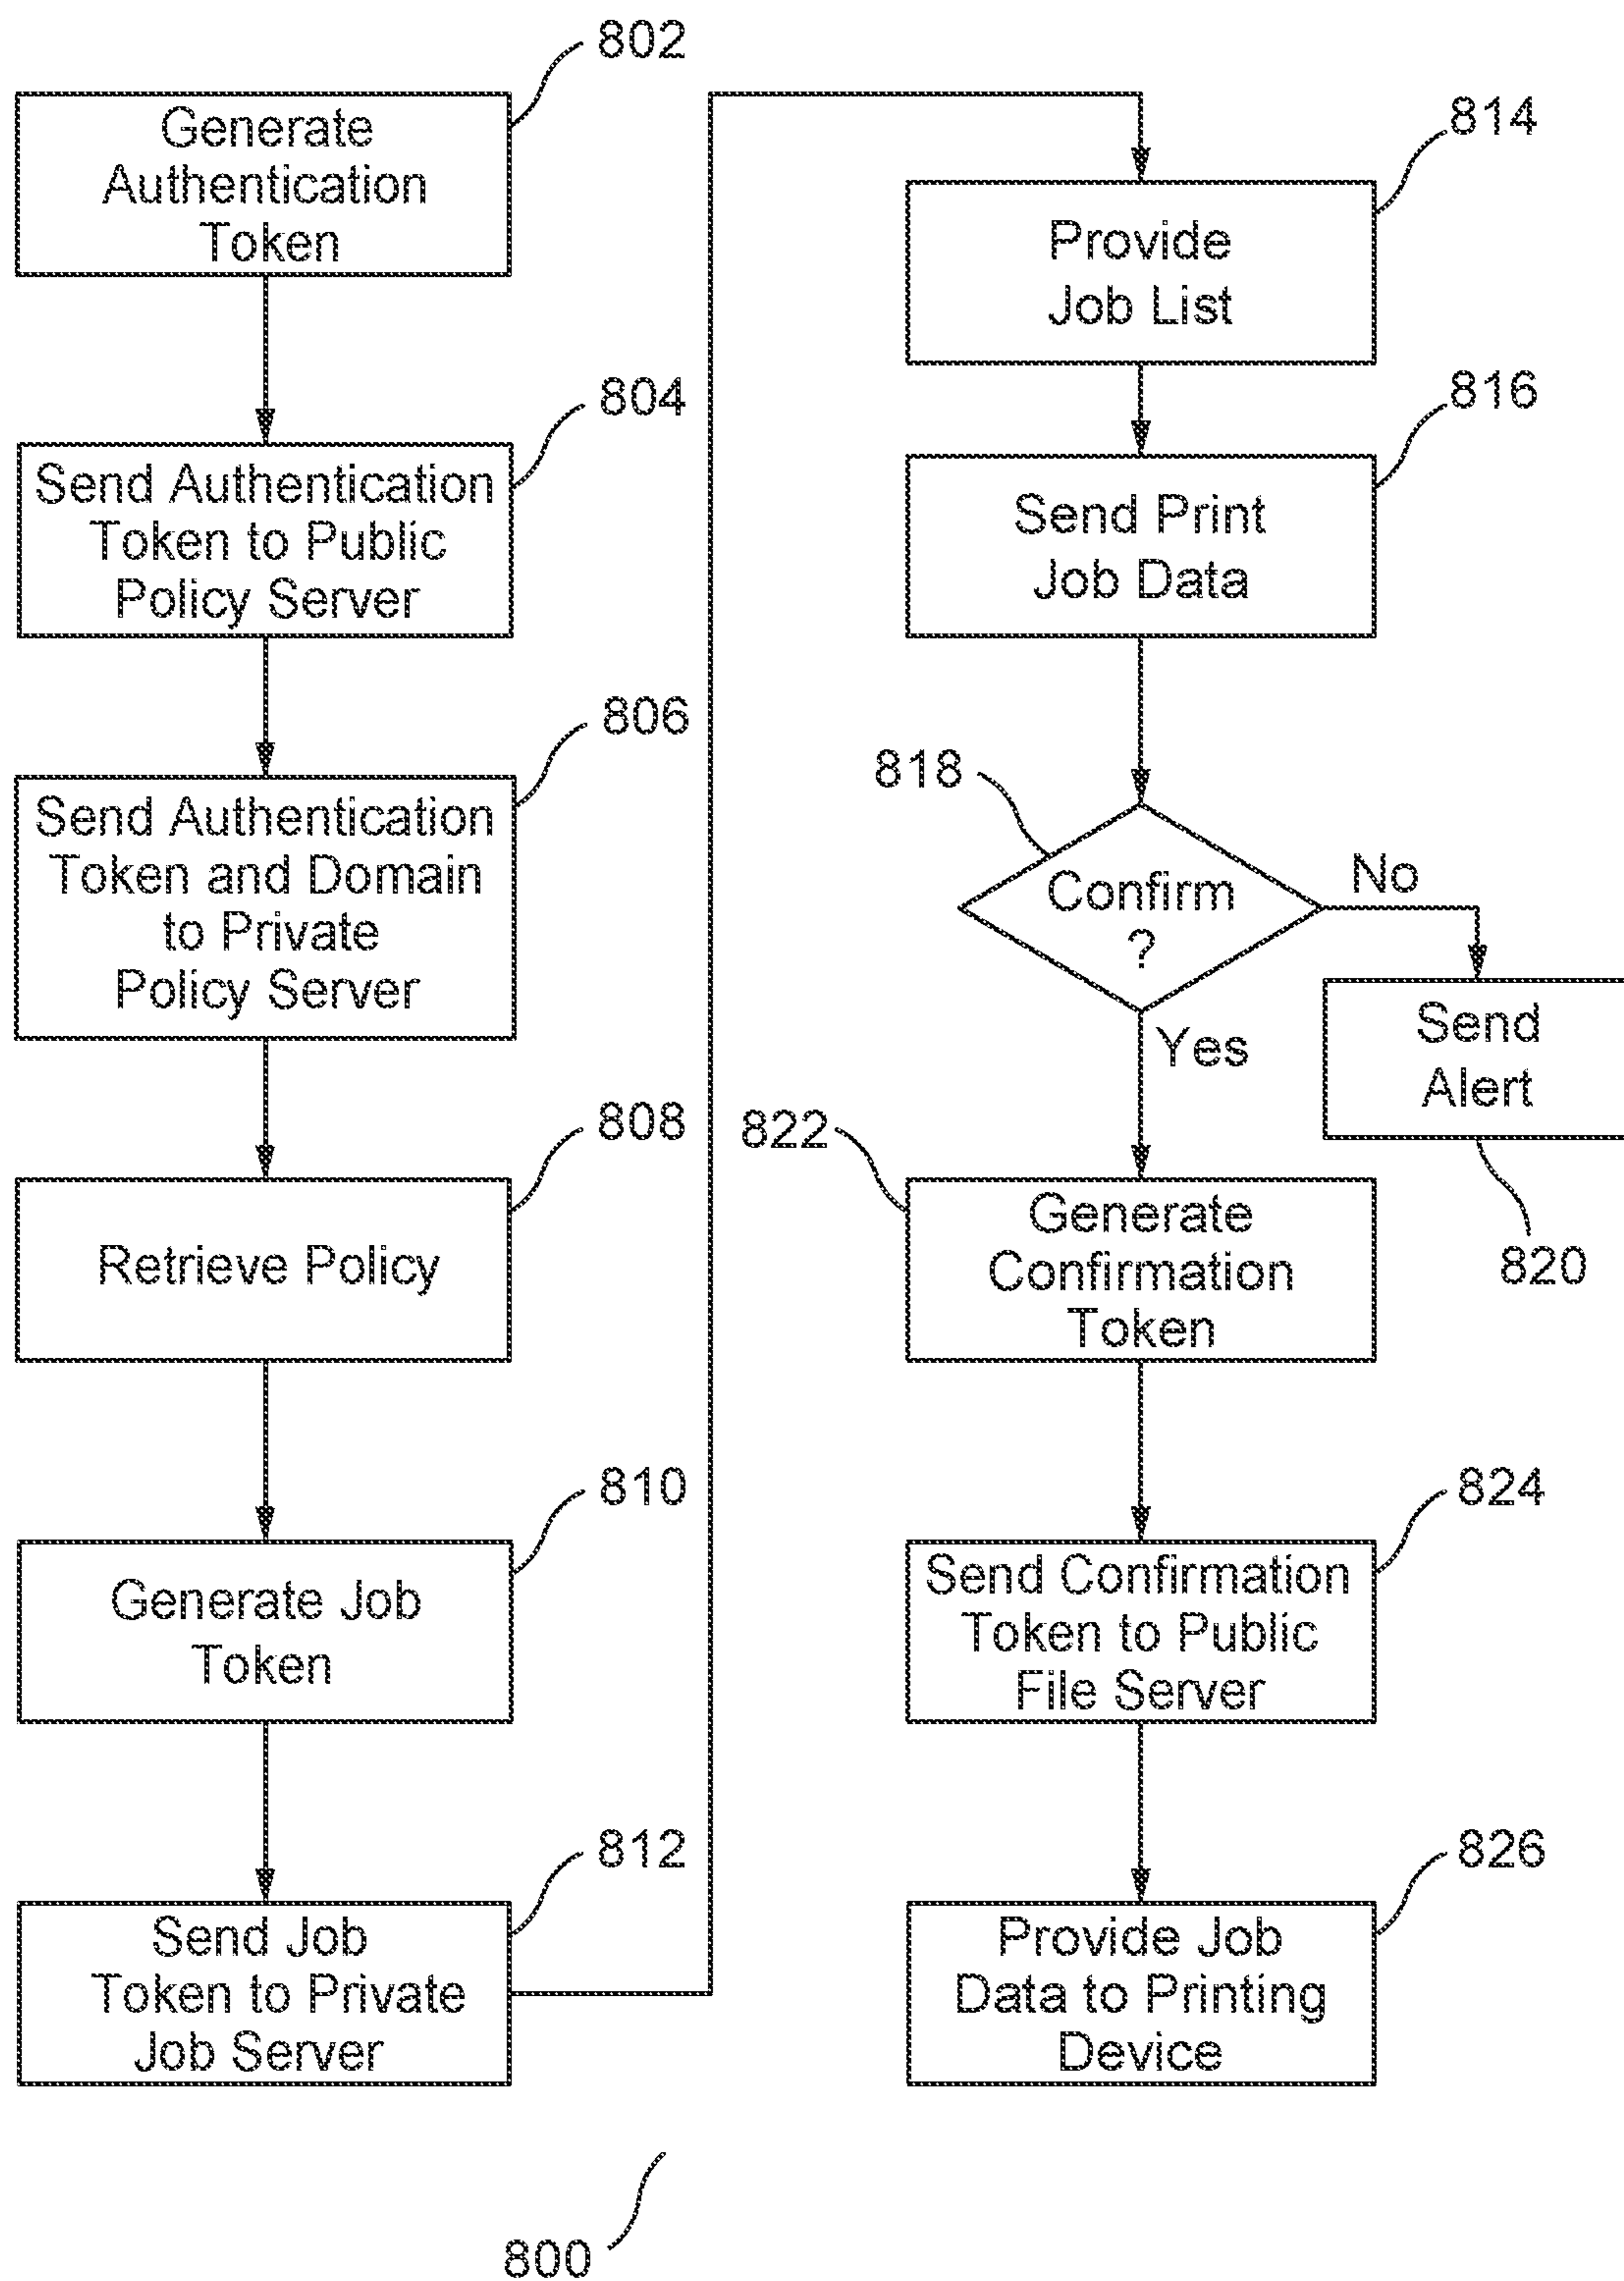 802
Generate
Authentication
Token
804
Send Authentication
Token to Public
Policy Server
806
Send Authentication
Token and Domain
to Private
Policy Server
808
Retrieve Policy
810
Generate Job
Token
812
Send Job
Token to Private
Job Server
814
Provide
Job List
816
Send Print
Job Data
818
Confirm
?
No
Yes
Send
Alert
820
822
Generate
Confirmation
Token
824
Send Confirmation
Token to Public
File Server
826
Provide Job
Data to Printing
Device
800